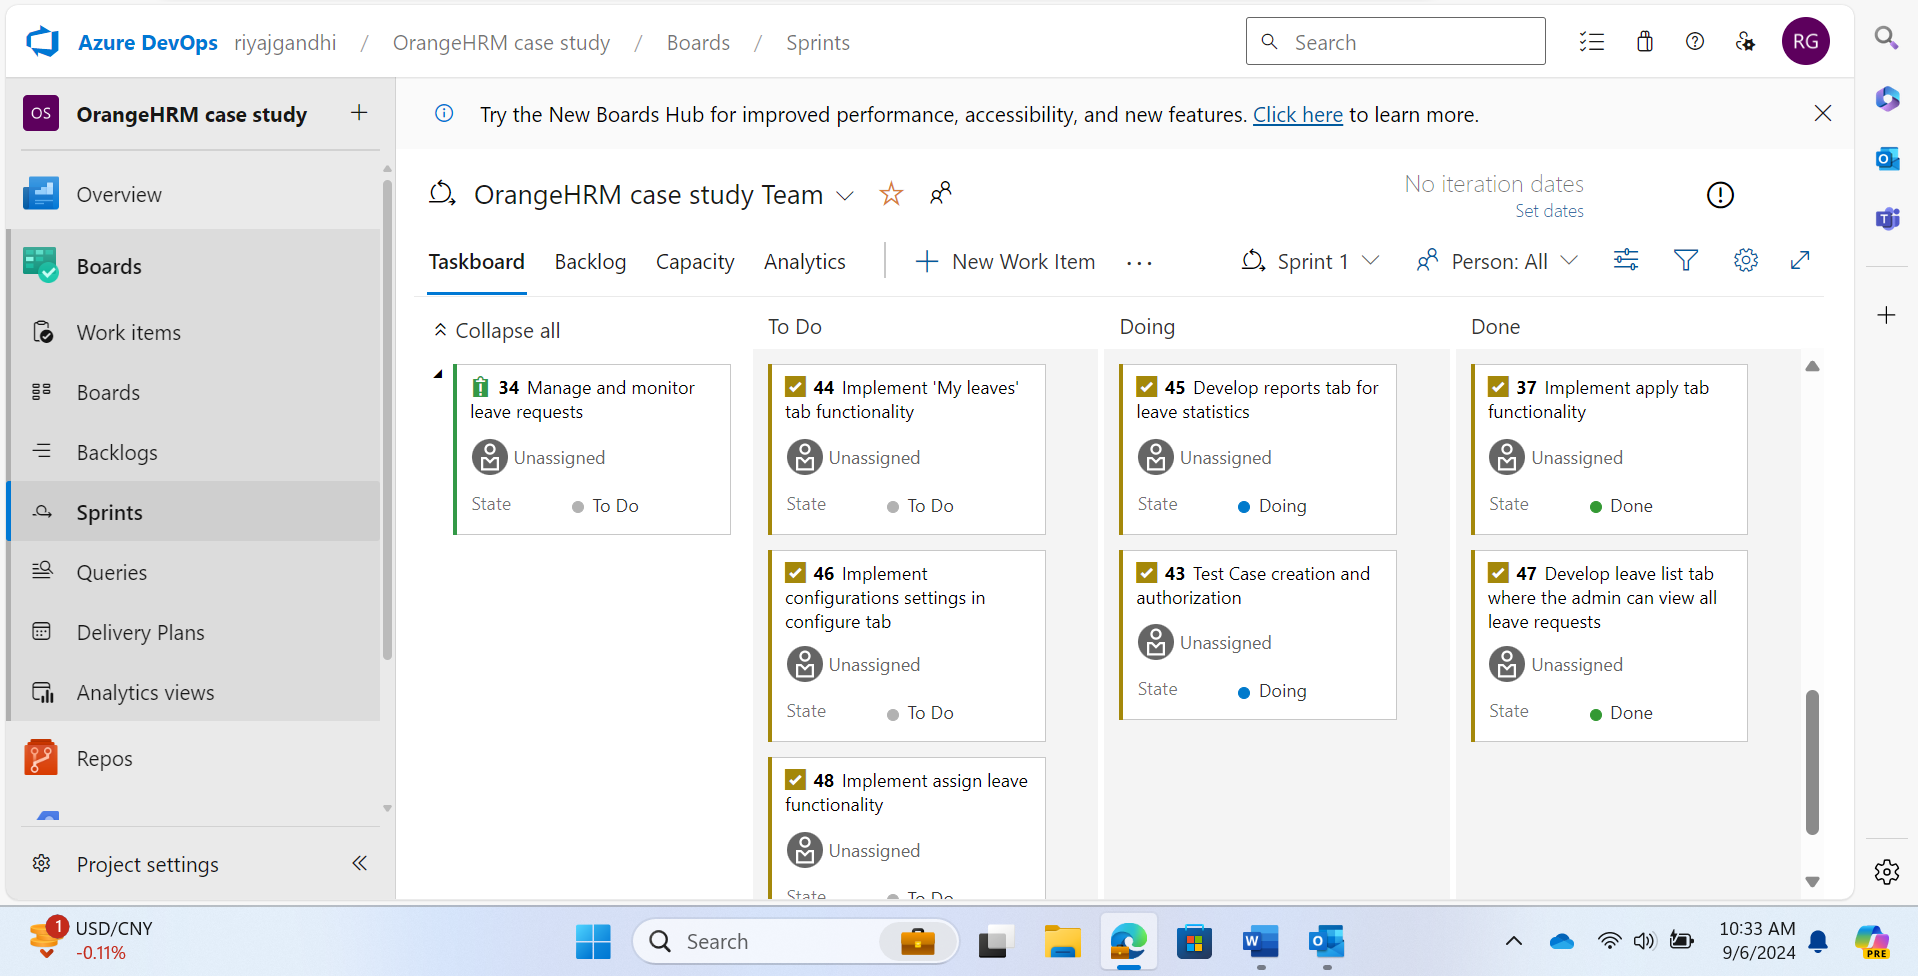 Azure DevOps riyajgandhi / OrangeHRM case study / Boards / Sprints
Search
RG
OS OrangeHRM case study
Overview
Boards
Work items
Boards
Backlogs
Sprints
Queries
Delivery Plans
Analytics views
Repos
Project settings
Try the New Boards Hub for improved performance, accessibility, and new features. Click here to learn more.
OrangeHRM case study Team
No iteration dates
Set dates
Taskboard Backlog Capacity Analytics New Work Item Sprint 1 Person: All
Collapse all
To Do
Doing
Done
34 Manage and monitor
leave requests
Unassigned
State To Do
44 Implement 'My leaves'
tab functionality
Unassigned
State To Do
46 Implement
configurations settings in
configure tab
Unassigned
State To Do
48 Implement assign leave
functionality
Unassigned
State To Do
45 Develop reports tab for
leave statistics
Unassigned
State Doing
43 Test Case creation and
authorization
Unassigned
State Doing
37 Implement apply tab
functionality
Unassigned
State Done
47 Develop leave list tab
where the admin can view all
leave requests
Unassigned
State Done
1
USD/CNY
-0.11%
Search
10:33 AM
9/6/2024
PRE